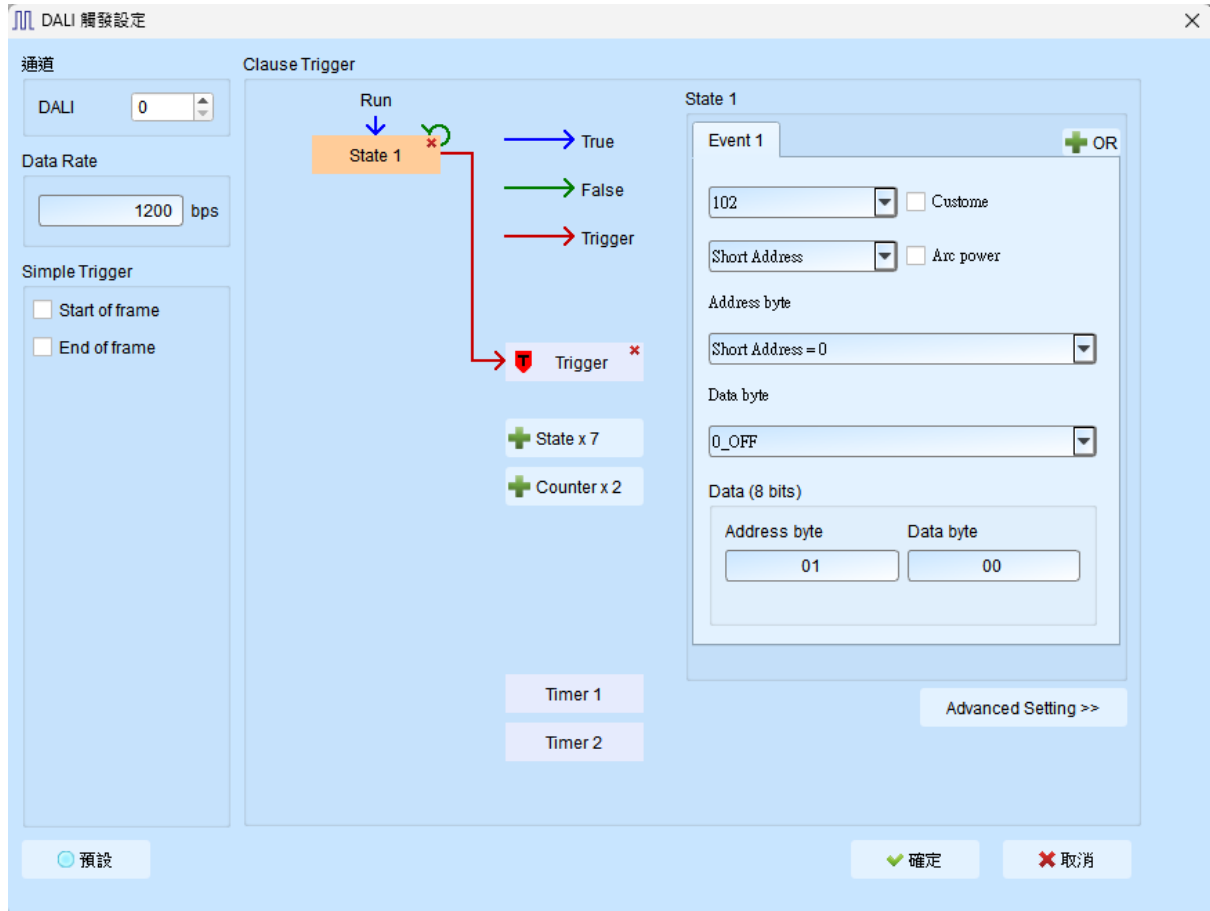 DALI 觸發設定
通道
DALI 0
Data Rate
1200 bps
Simple Trigger
Start of frame
End of frame
Clause Trigger
Run
State 1
True
False
Trigger
T Trigger
State x 7
Counter x 2
Timer 1
Timer 2
State 1
Event 1
OR
102 Custome
Short Address Arc power
Address byte
Short Address = 0
Data byte
0_OFF
Data (8 bits)
Address byte Data byte
01 00
Advanced Setting >>
預設
確定
取消